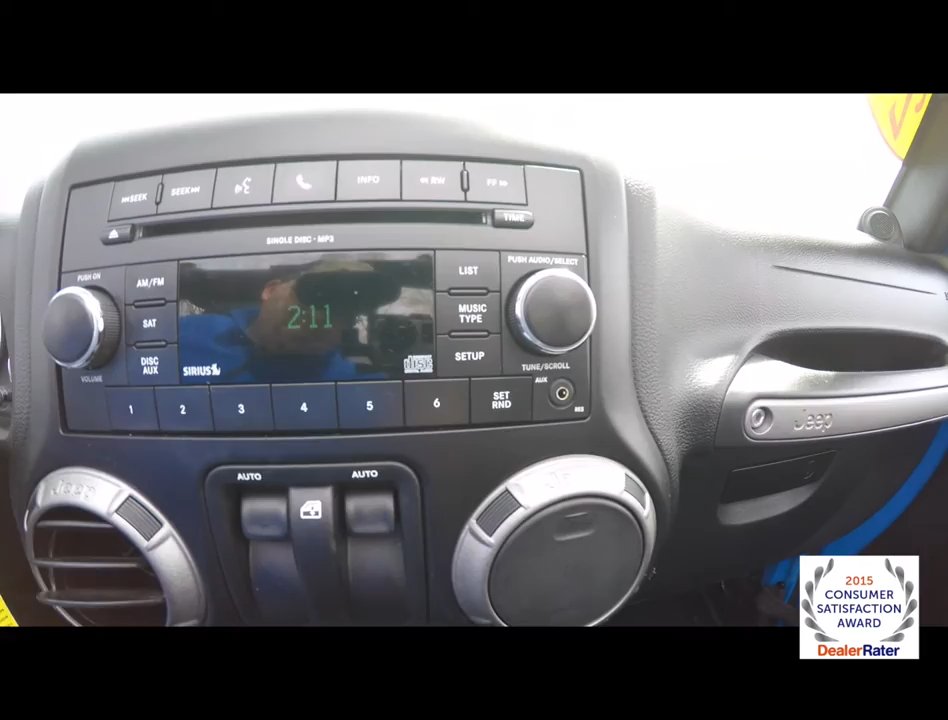 ⏮SEEK SEEK⏭ INFO ◂◂RW FF▸▸
TIME
SINGLE DISC · MP3
PUSH ON
PUSH AUDIO/SELECT
AM/FM
LIST
SAT
2:11
MUSIC
TYPE
DISC
AUX
SIRIUS
disc
SETUP
VOLUME
TUNE/SCROLL
AUX
1 2 3 4 5 6
SET
RND
RES
Jeep
AUTO AUTO
Jeep
2015
CONSUMER
SATISFACTION
AWARD
DealerRater